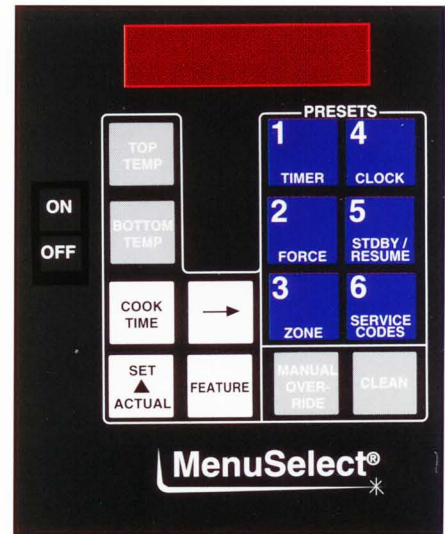 PRESETS
1
TIMER
4
CLOCK
TOP
TEMP
ON
OFF
BOTTOM
TEMP
2
FORCE
5
STDBY /
RESUME
COOK
TIME
→
3
ZONE
6
SERVICE
CODES
SET
▲
ACTUAL
FEATURE
MANUAL
OVER-
RIDE
CLEAN
MenuSelect®